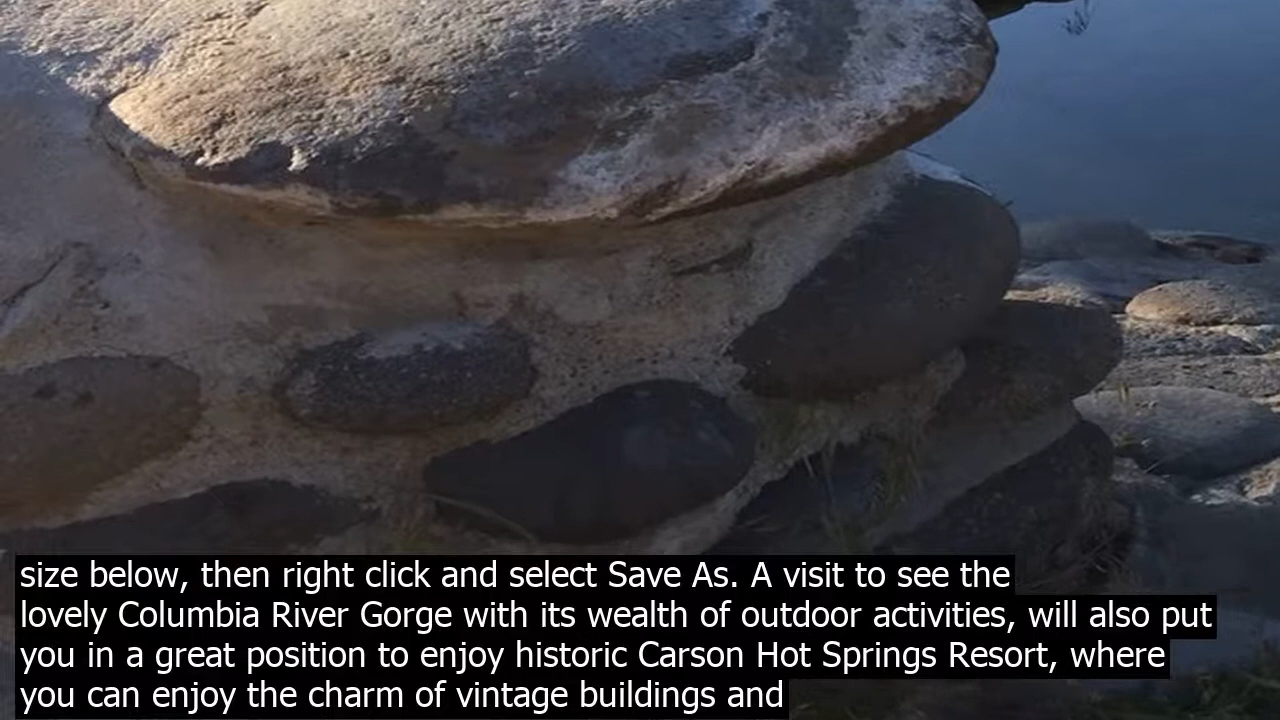 size below, then right click and select Save As. A visit to see the
lovely Columbia River Gorge with its wealth of outdoor activities, will also put
you in a great position to enjoy historic Carson Hot Springs Resort, where
you can enjoy the charm of vintage buildings and